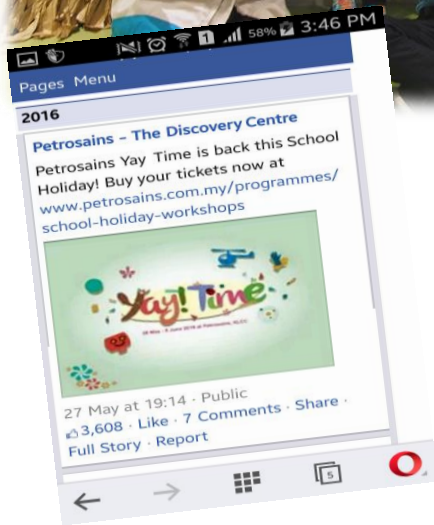 1 58% 3:46 PM
Pages Menu
2016
Petrosains - The Discovery Centre
Petrosains Yay Time is back this School
Holiday! Buy your tickets now at
www.petrosains.com.my/programmes/
school-holiday-workshops
Yay! Time
27 May at 19:14 · Public
3,608 · Like · 7 Comments · Share ·
Full Story · Report
5